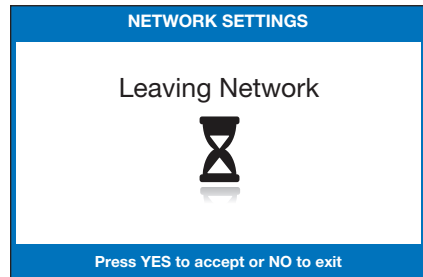 NETWORK SETTINGS
Leaving Network
Press YES to accept or NO to exit